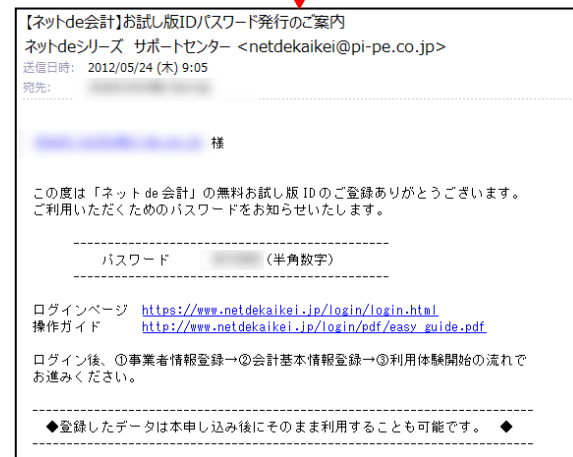 【ネットde会計】お試し版IDパスワード発行のご案内
ネットdeシリーズ サポートセンター <netdekaikei@pi-pe.co.jp>
送信日時: 2012/05/24 (木) 9:05
宛先:
様
この度は「ネット de 会計」の無料お試し版 ID のご登録ありがとうございます。
ご利用いただくためのパスワードをお知らせいたします。
--------------------------------------------
パスワード (半角数字)
--------------------------------------------
ログインページ https://www.netdekaikei.jp/login/login.html
操作ガイド http://www.netdekaikei.jp/login/pdf/easy_guide.pdf
ログイン後、①事業者情報登録→②会計基本情報登録→③利用体験開始の流れで
お進みください。
----------------------------------------------------------------------
◆登録したデータは本申し込み後にそのまま利用することも可能です。 ◆
----------------------------------------------------------------------